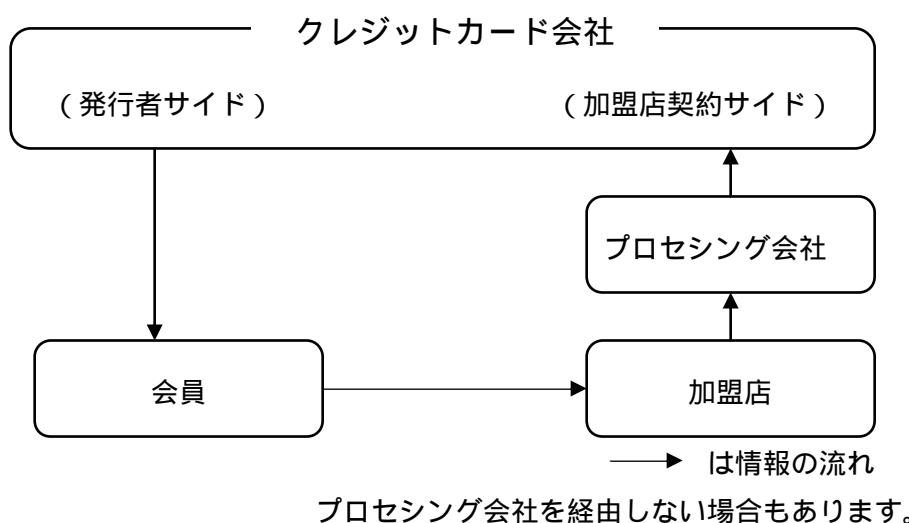 クレジットカード会社
(発行者サイド)
(加盟店契約サイド)
プロセシング会社
会員
加盟店
は情報の流れ
プロセシング会社を経由しない場合もあります。